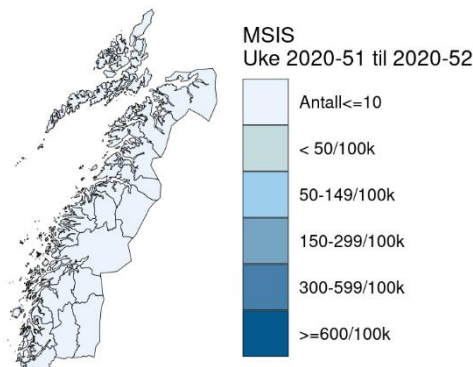 MSIS
Uke 2020-51 til 2020-52
Antall<=10
< 50/100k
50-149/100k
150-299/100k
300-599/100k
>=600/100k